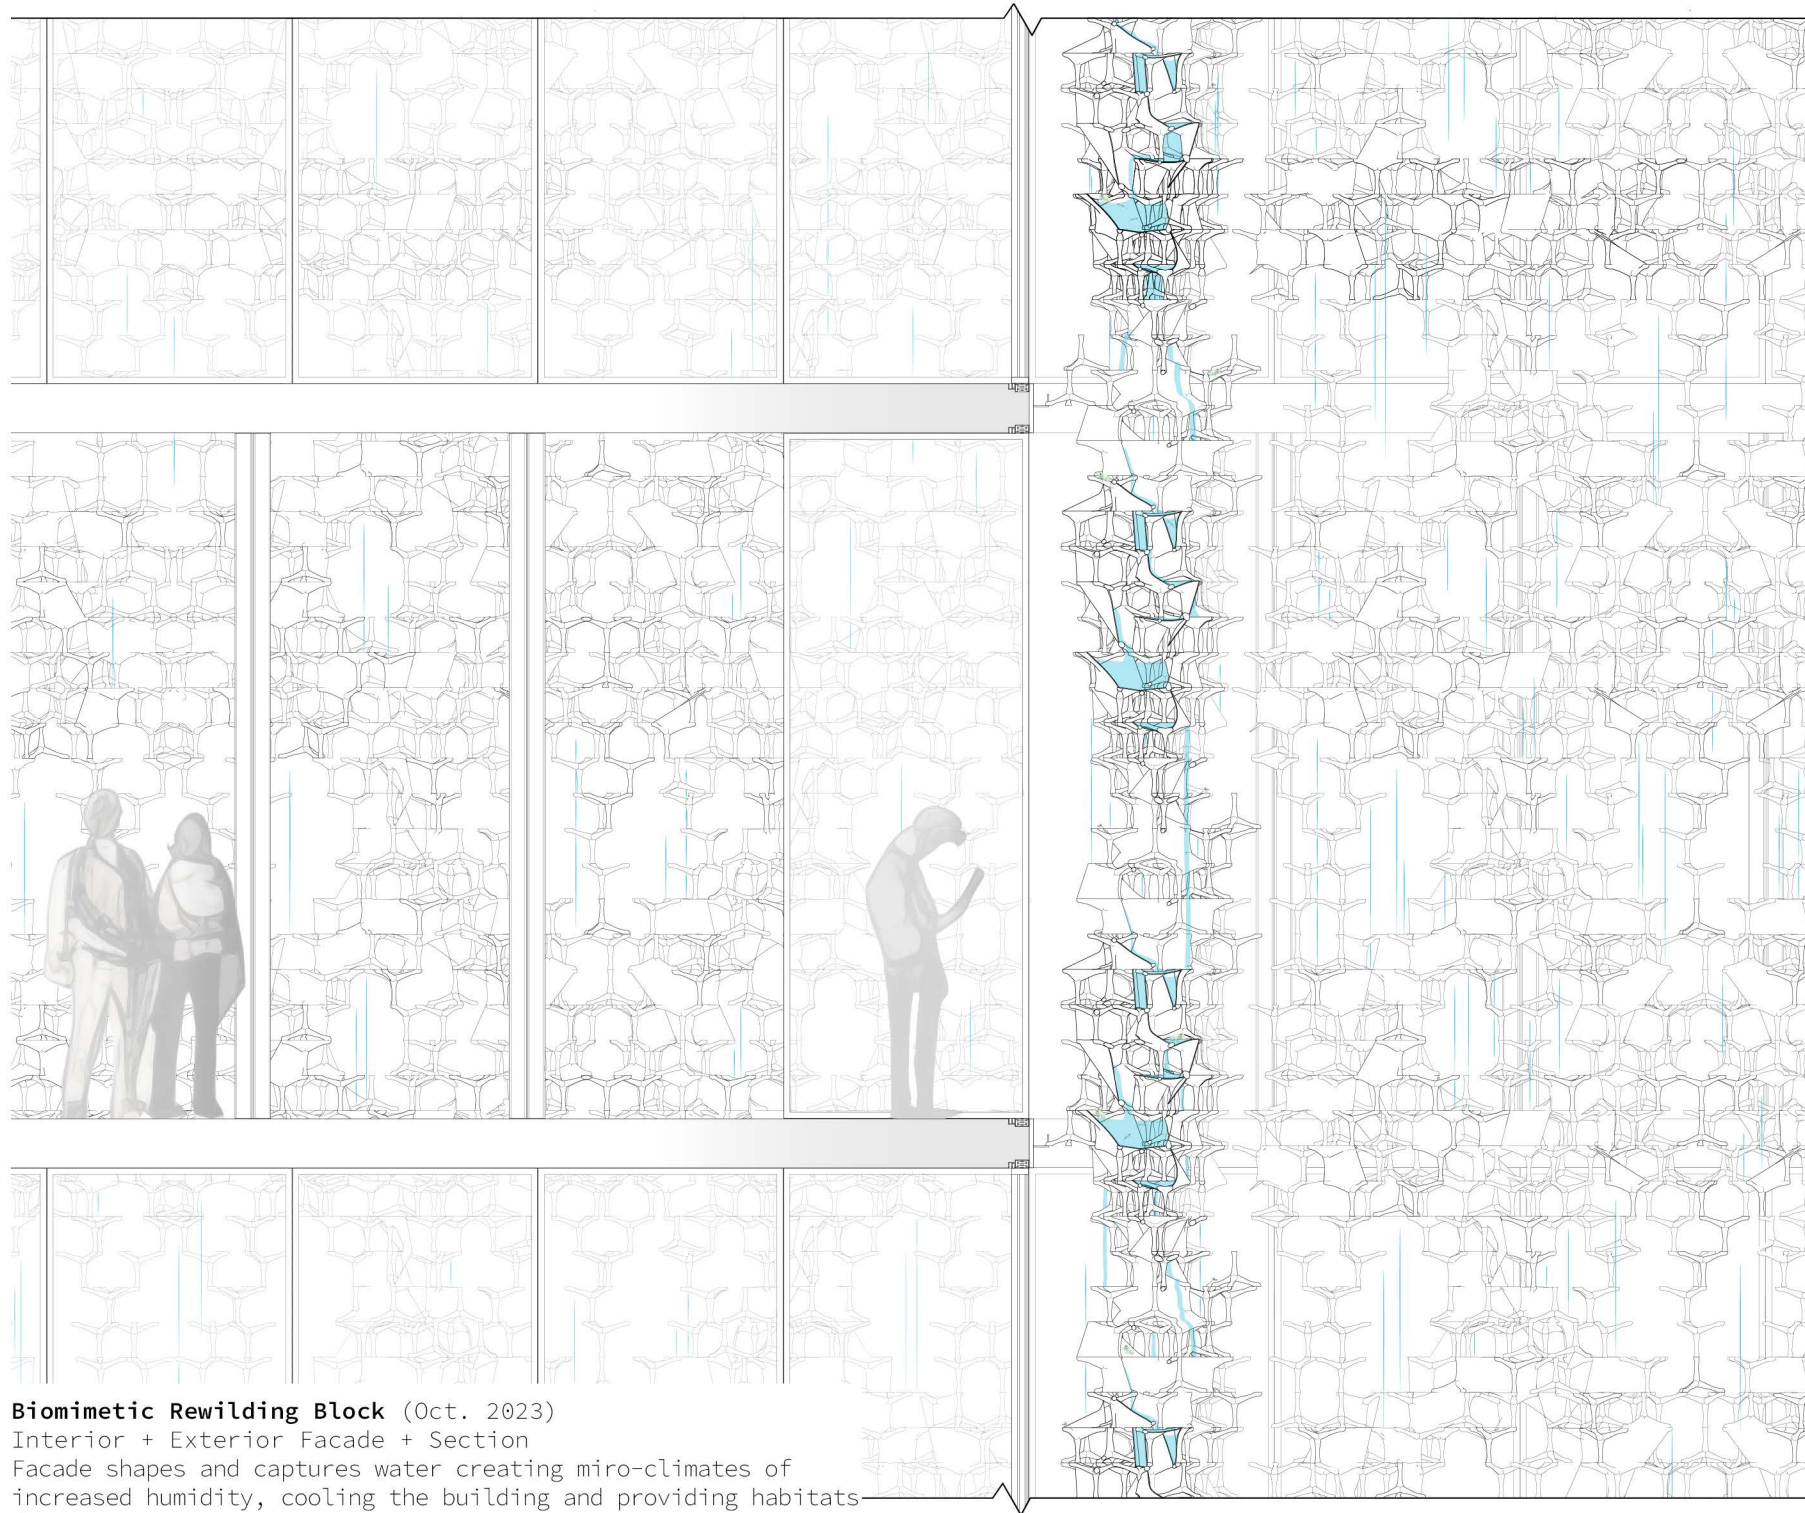 Biomimetic Rewilding Block (Oct. 2023)
Interior + Exterior Facade + Section
Facade shapes and captures water creating miro-climates of
increased humidity, cooling the building and providing habitats